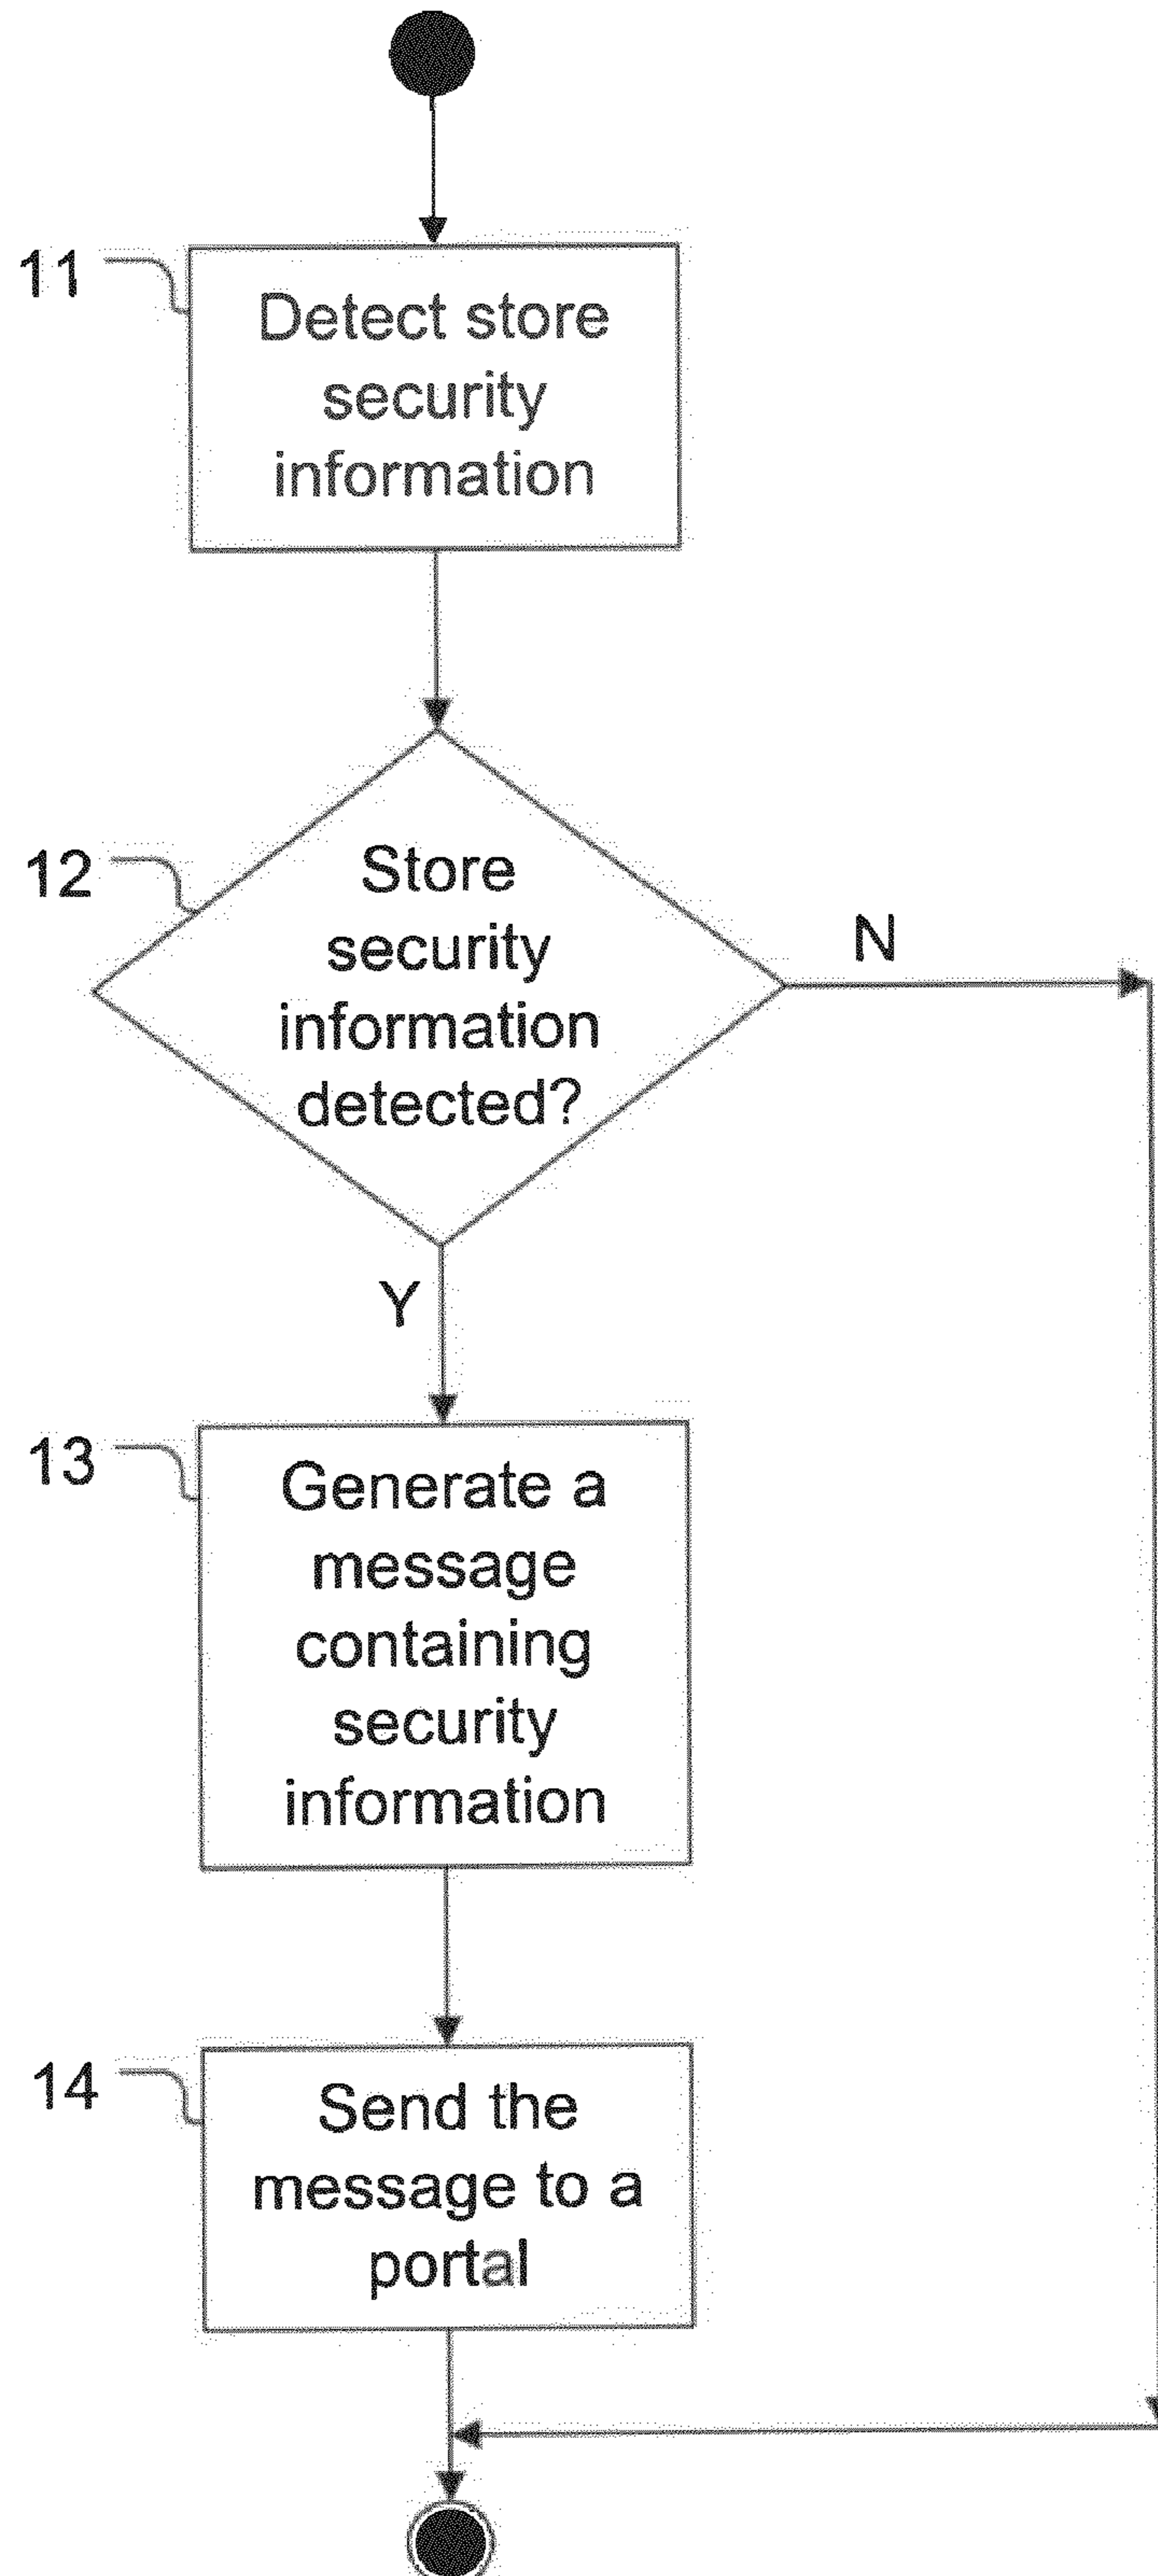 11
Detect store
security
information
12
Store
security
information
detected?
N
Y
13
Generate a
message
containing
security
information
14
Send the
message to a
portal